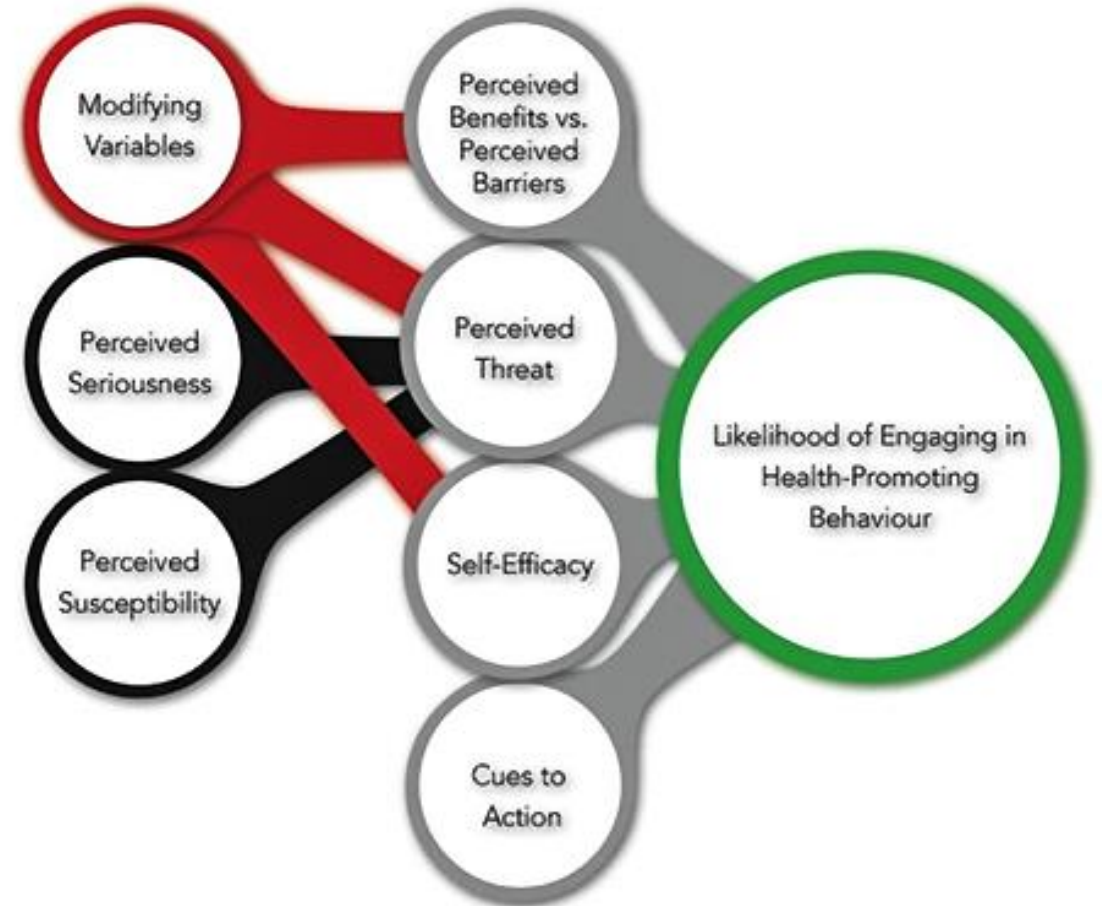 Modifying
Variables
Perceived
Benefits vs.
Perceived
Barriers
Perceived
Seriousness
Perceived
Threat
Likelihood of Engaging in
Health-Promoting
Behaviour
Perceived
Susceptibility
Self-Efficacy
Cues to
Action